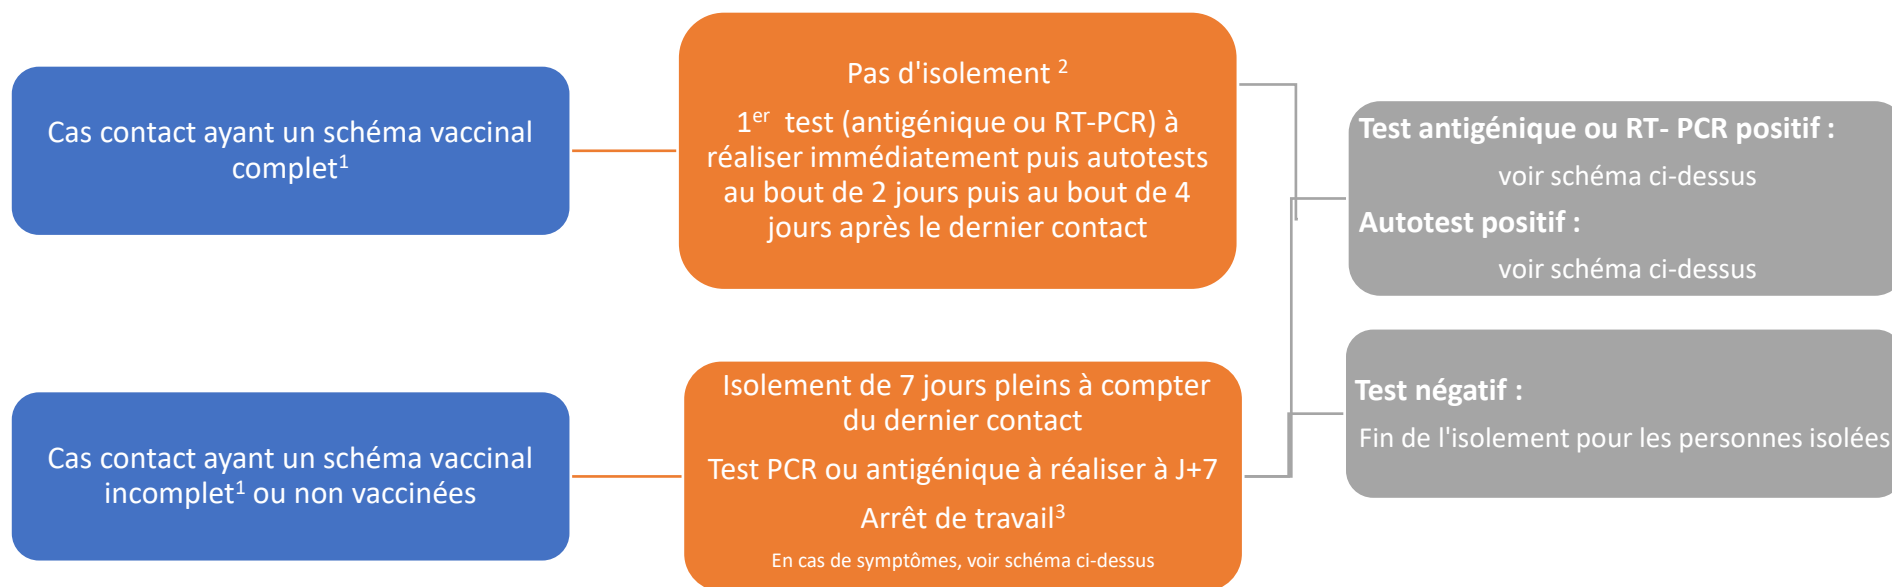 Cas contact ayant un schéma vaccinal
complet¹
Pas d'isolement ²
1er test (antigénique ou RT-PCR) à
réaliser immédiatement puis autotests
au bout de 2 jours puis au bout de 4
jours après le dernier contact
Test antigénique ou RT- PCR positif :
voir schéma ci-dessus
Autotest positif :
voir schéma ci-dessus
Cas contact ayant un schéma vaccinal
incomplet¹ ou non vaccinées
Isolement de 7 jours pleins à compter
du dernier contact
Test PCR ou antigénique à réaliser à J+7
Arrêt de travail³
En cas de symptômes, voir schéma ci-dessus
Test négatif :
Fin de l'isolement pour les personnes isolées